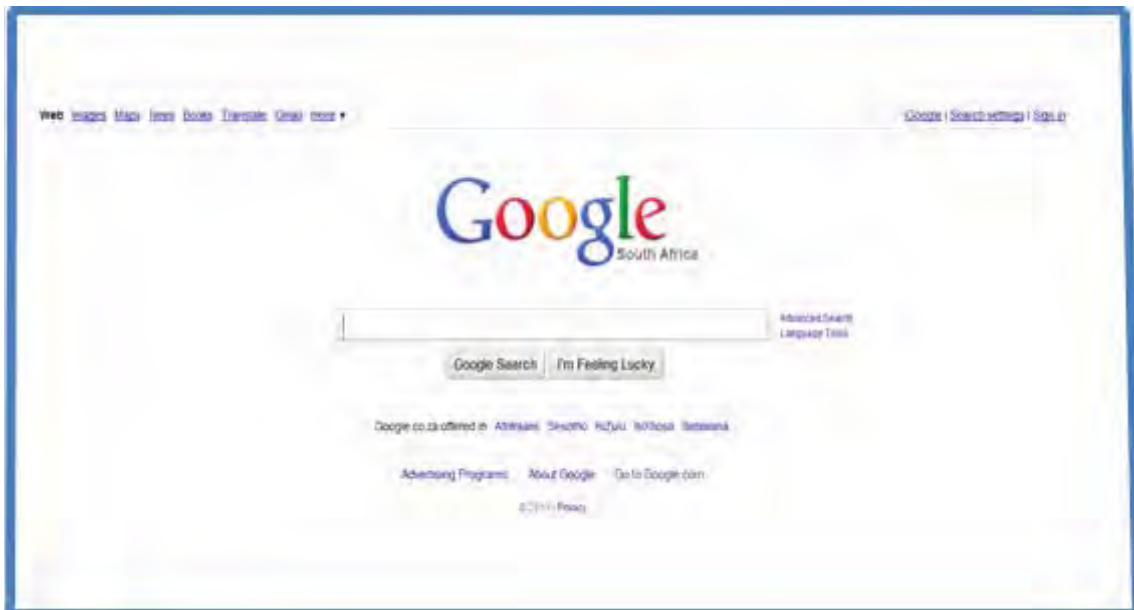 Web Images Maps News Books Translate Gmail more ▼
iGoogle | Search settings | Sign in
Google
South Africa
Advanced Search
Language Tools
Google Search I'm Feeling Lucky
Google.co.za offered in: Afrikaans Sesotho IsiZulu IsiXhosa Setswana
Advertising Programs About Google Go to Google.com
Privacy